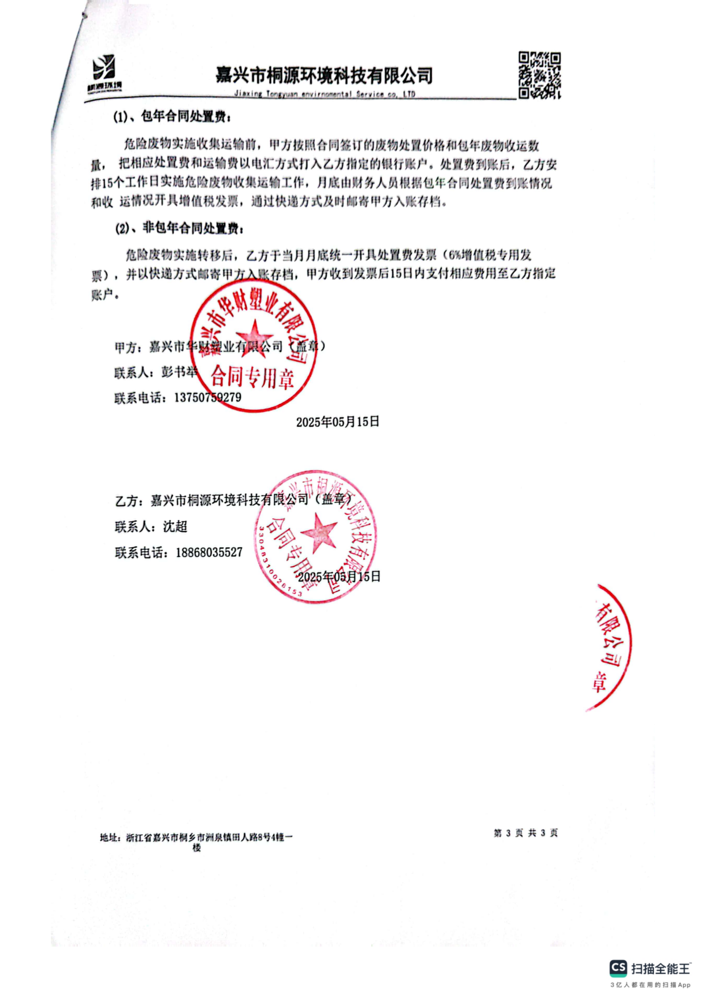 桐源环境
嘉兴市桐源环境科技有限公司
Jiaxing Tongyuan envirnomental Service co, LTD
(1)、包年合同处置费：
危险废物实施收集运输前，甲方按照合同签订的废物处置价格和包年废物收运数
量， 把相应处置费和运输费以电汇方式打入乙方指定的银行账户。处置费到账后，乙方安
排15个工作日实施危险废物收集运输工作，月底由财务人员根据包年合同处置费到账情况
和收 运情况开具增值税发票，通过快递方式及时邮寄甲方入账存档。
(2)、非包年合同处置费：
危险废物实施转移后，乙方于当月月底统一开具处置费发票（6%增值税专用发
票），并以快递方式邮寄甲方入账存档，甲方收到发票后15日内支付相应费用至乙方指定
账户。
嘉兴市华财塑业有限公司
合同专用章
甲方：嘉兴市华财塑业有限公司（盖章）
联系人：彭书举
联系电话：13750759279
2025年05月15日
嘉兴市桐源环境科技有限公司
合同专用章
33048310026153
乙方：嘉兴市桐源环境科技有限公司（盖章）
联系人：沈超
联系电话：18868035527
2025年05月15日
有限公司
章
地址：浙江省嘉兴市桐乡市洲泉镇田人路8号4幢一
楼
第 3 页 共 3 页
CS 扫描全能王
3亿人都在用的扫描App